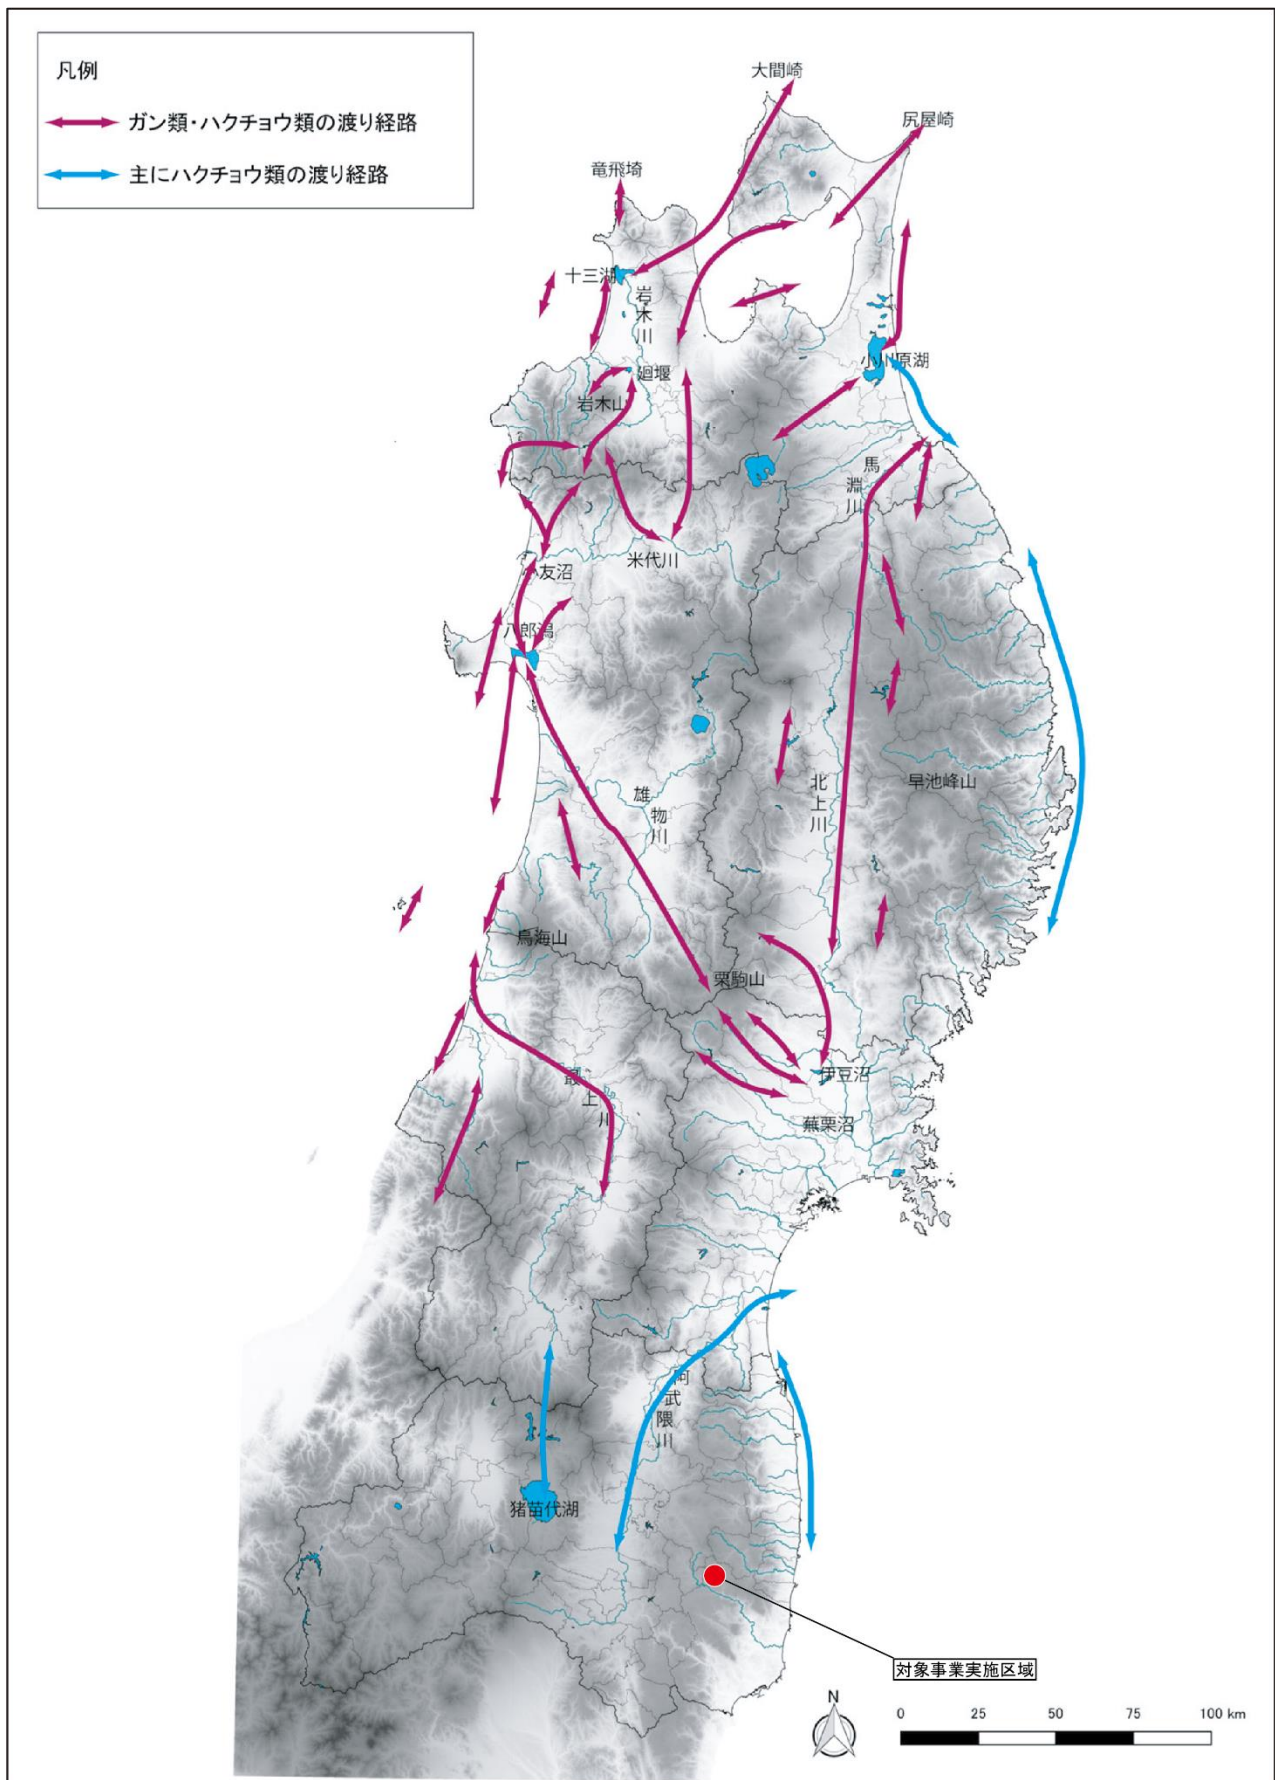 凡例
ガン類・ハクチョウ類の渡り経路
主にハクチョウ類の渡り経路
大間崎
尻屋崎
竜飛埼
十三湖
岩木川
小川原湖
廻堰
岩木山
馬淵川
米代川
小友沼
八郎潟
早池峰山
北上川
雄物川
鳥海山
栗駒山
伊豆沼
最上川
蕪栗沼
阿武隈川
猪苗代湖
対象事業実施区域
N
0 25 50 75 100 km